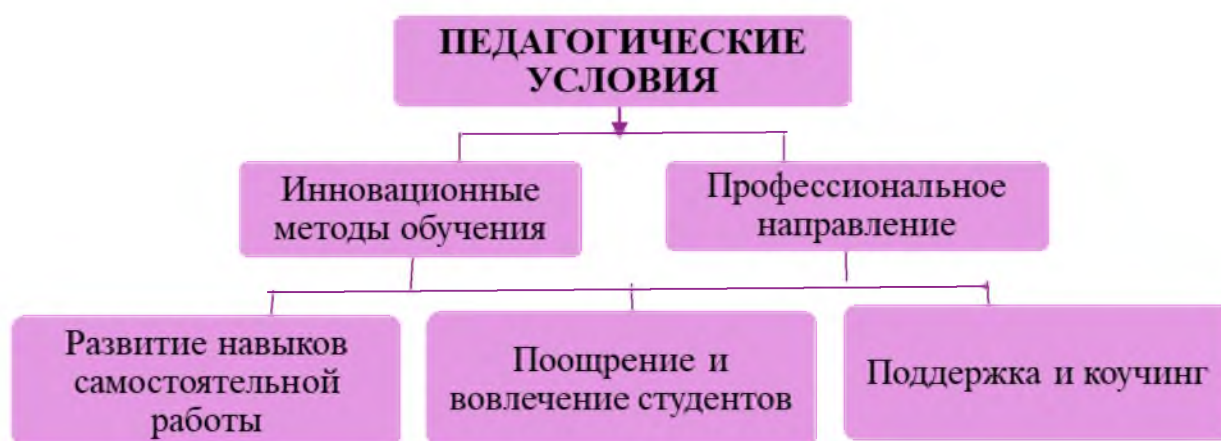 ПЕДАГОГИЧЕСКИЕ
УСЛОВИЯ
Инновационные
методы обучения
Профессиональное
направление
Развитие навыков
самостоятельной
работы
Поощрение и
вовлечение студентов
Поддержка и коучинг